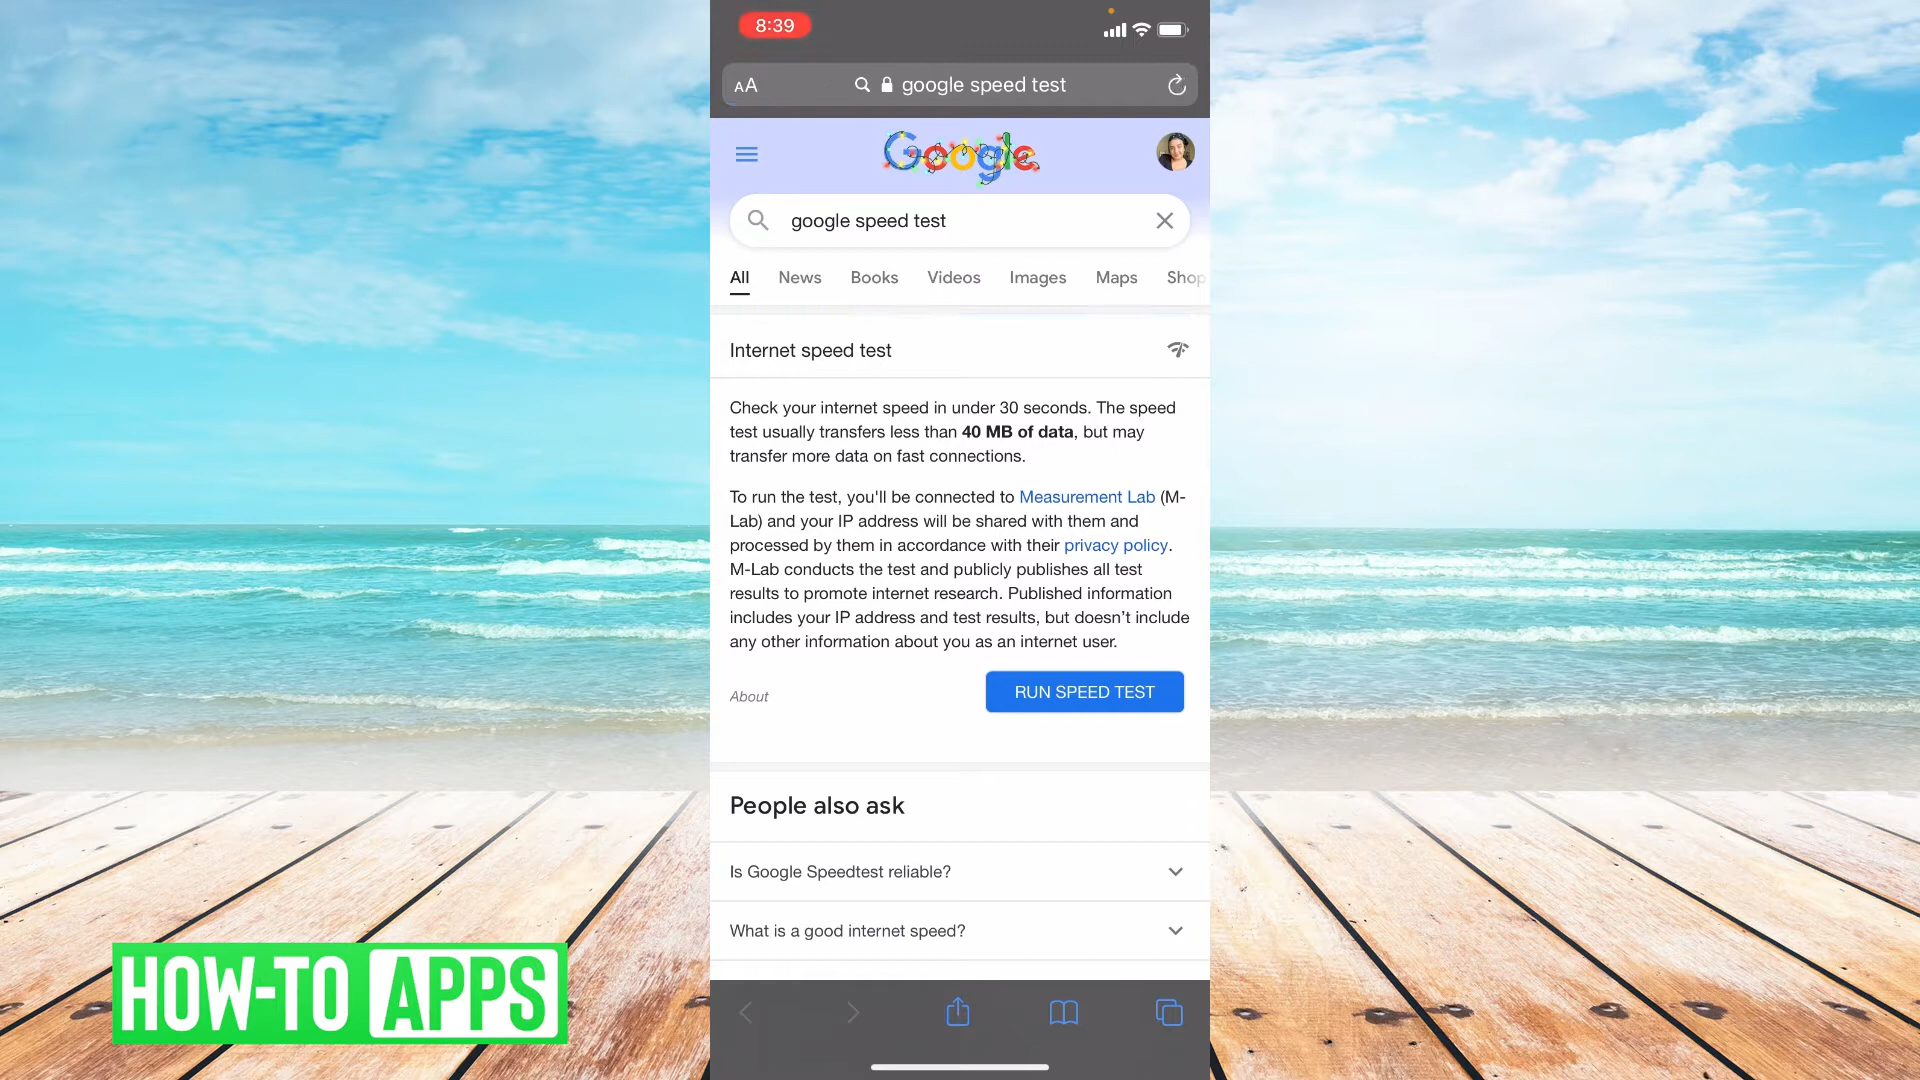 8:39
AA google speed test
Google
google speed test
All News Books Videos Images Maps Shop
Internet speed test
Check your internet speed in under 30 seconds. The speed
test usually transfers less than 40 MB of data, but may
transfer more data on fast connections.
To run the test, you'll be connected to Measurement Lab (M-
Lab) and your IP address will be shared with them and
processed by them in accordance with their privacy policy.
M-Lab conducts the test and publicly publishes all test
results to promote internet research. Published information
includes your IP address and test results, but doesn’t include
any other information about you as an internet user.
About
RUN SPEED TEST
People also ask
Is Google Speedtest reliable?
What is a good internet speed?
HOW-TO APPS